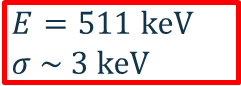 E = 511 keV
σ ~ 3 keV